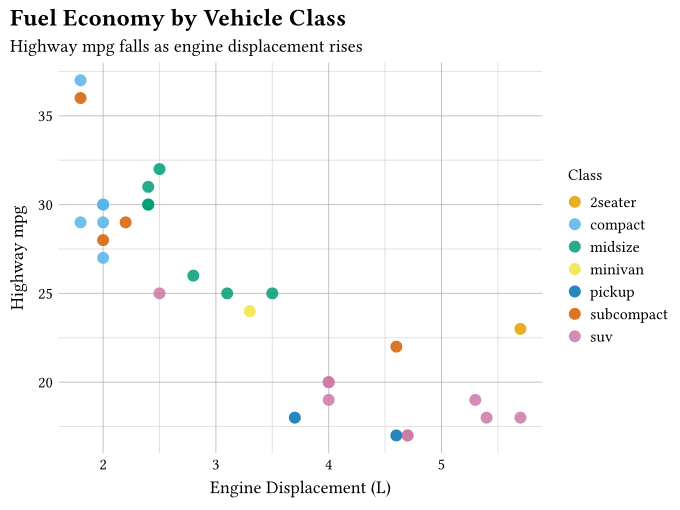 Fuel Economy by Vehicle Class
Highway mpg falls as engine displacement rises
Highway mpg
35
30
25
20
2
3
4
5
Engine Displacement (L)
Class
2seater
compact
midsize
minivan
pickup
subcompact
suv